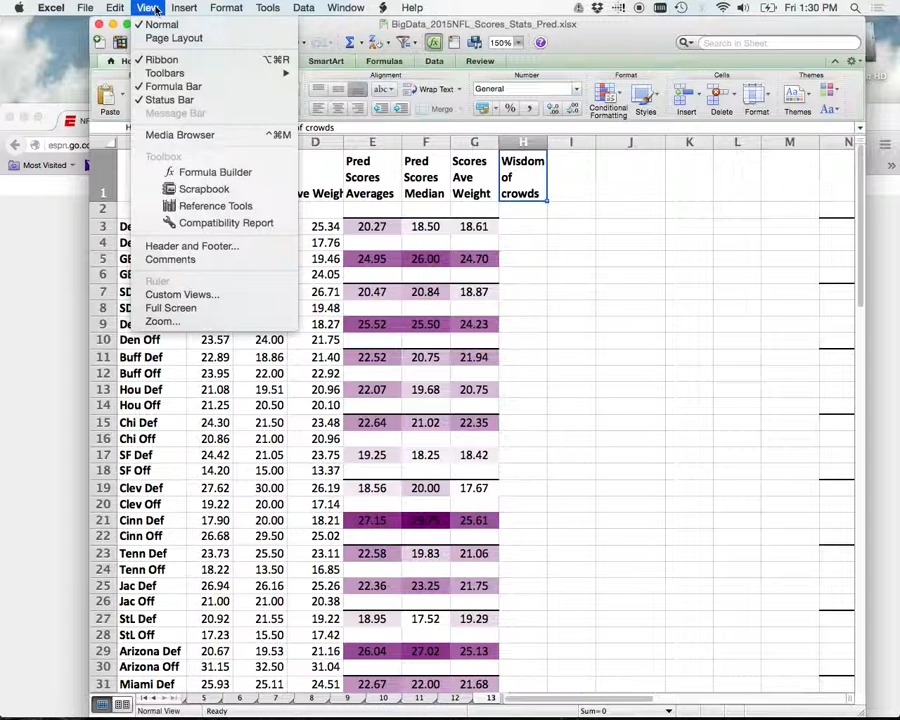 Excel File Edit View Insert Format Tools Data Window Help Fri 1:30 PM
BigData_2015NFL_Scores_Stats_Pred.xlsx
150% Search in Sheet
SmartArt Formulas Data Review
Alignment Number Format Cells Themes
Paste abc Wrap Text General Conditional Formatting Styles Insert Delete Format Themes Aa
Normal
Page Layout
Ribbon ⌥⌘R
Toolbars
Formula Bar
Status Bar
Message Bar
Media Browser ^⌘M
Toolbox
Formula Builder
Scrapbook
Reference Tools
Compatibility Report
Header and Footer...
Comments
Ruler
Custom Views...
Full Screen
Zoom...
of crowds
espn.go.c
Most Visited
D E F G H I J K L M N
1 Pred Scores Averages Pred Scores Median Scores Ave Weight Wisdom of crowds
2
3 25.34 20.27 18.50 18.61
4 17.76
5 19.46 24.95 26.00 24.70
6 24.05
7 26.71 20.47 20.84 18.87
8 19.48
9 18.27 25.52 25.50 24.23
10 Den Off 23.57 24.00 21.75
11 Buff Def 22.89 18.86 21.40 22.52 20.75 21.94
12 Buff Off 23.95 22.00 22.92
13 Hou Def 21.08 19.51 20.96 22.07 19.68 20.75
14 Hou Off 21.25 20.50 20.10
15 Chi Def 24.30 21.50 23.48 22.64 21.02 22.35
16 Chi Off 20.86 21.00 20.96
17 SF Def 24.42 21.05 23.75 19.25 18.25 18.42
18 SF Off 14.20 15.00 13.37
19 Clev Def 27.62 30.00 26.19 18.56 20.00 17.67
20 Clev Off 19.22 18.00 17.14
21 Cinn Def 17.90 20.00 18.21 27.15 25.61
22 Cinn Off 26.68 29.50 25.02
23 Tenn Def 23.73 25.50 23.11 22.58 19.83 21.06
24 Tenn Off 18.22 13.50 16.85
25 Jac Def 26.94 26.16 25.26 22.36 23.25 21.75
26 Jac Off 21.00 21.00 20.38
27 StL Def 20.92 21.55 19.22 18.95 17.52 19.29
28 StL Off 17.23 15.50 17.42
29 Arizona Def 20.67 19.53 21.16 26.04 27.02 25.13
30 Arizona Off 31.15 32.50 31.04
31 Miami Def 25.93 25.11 24.51 22.67 22.00 21.68
5 6 7 8 9 10 11 12 13
Normal View Ready Sum=0